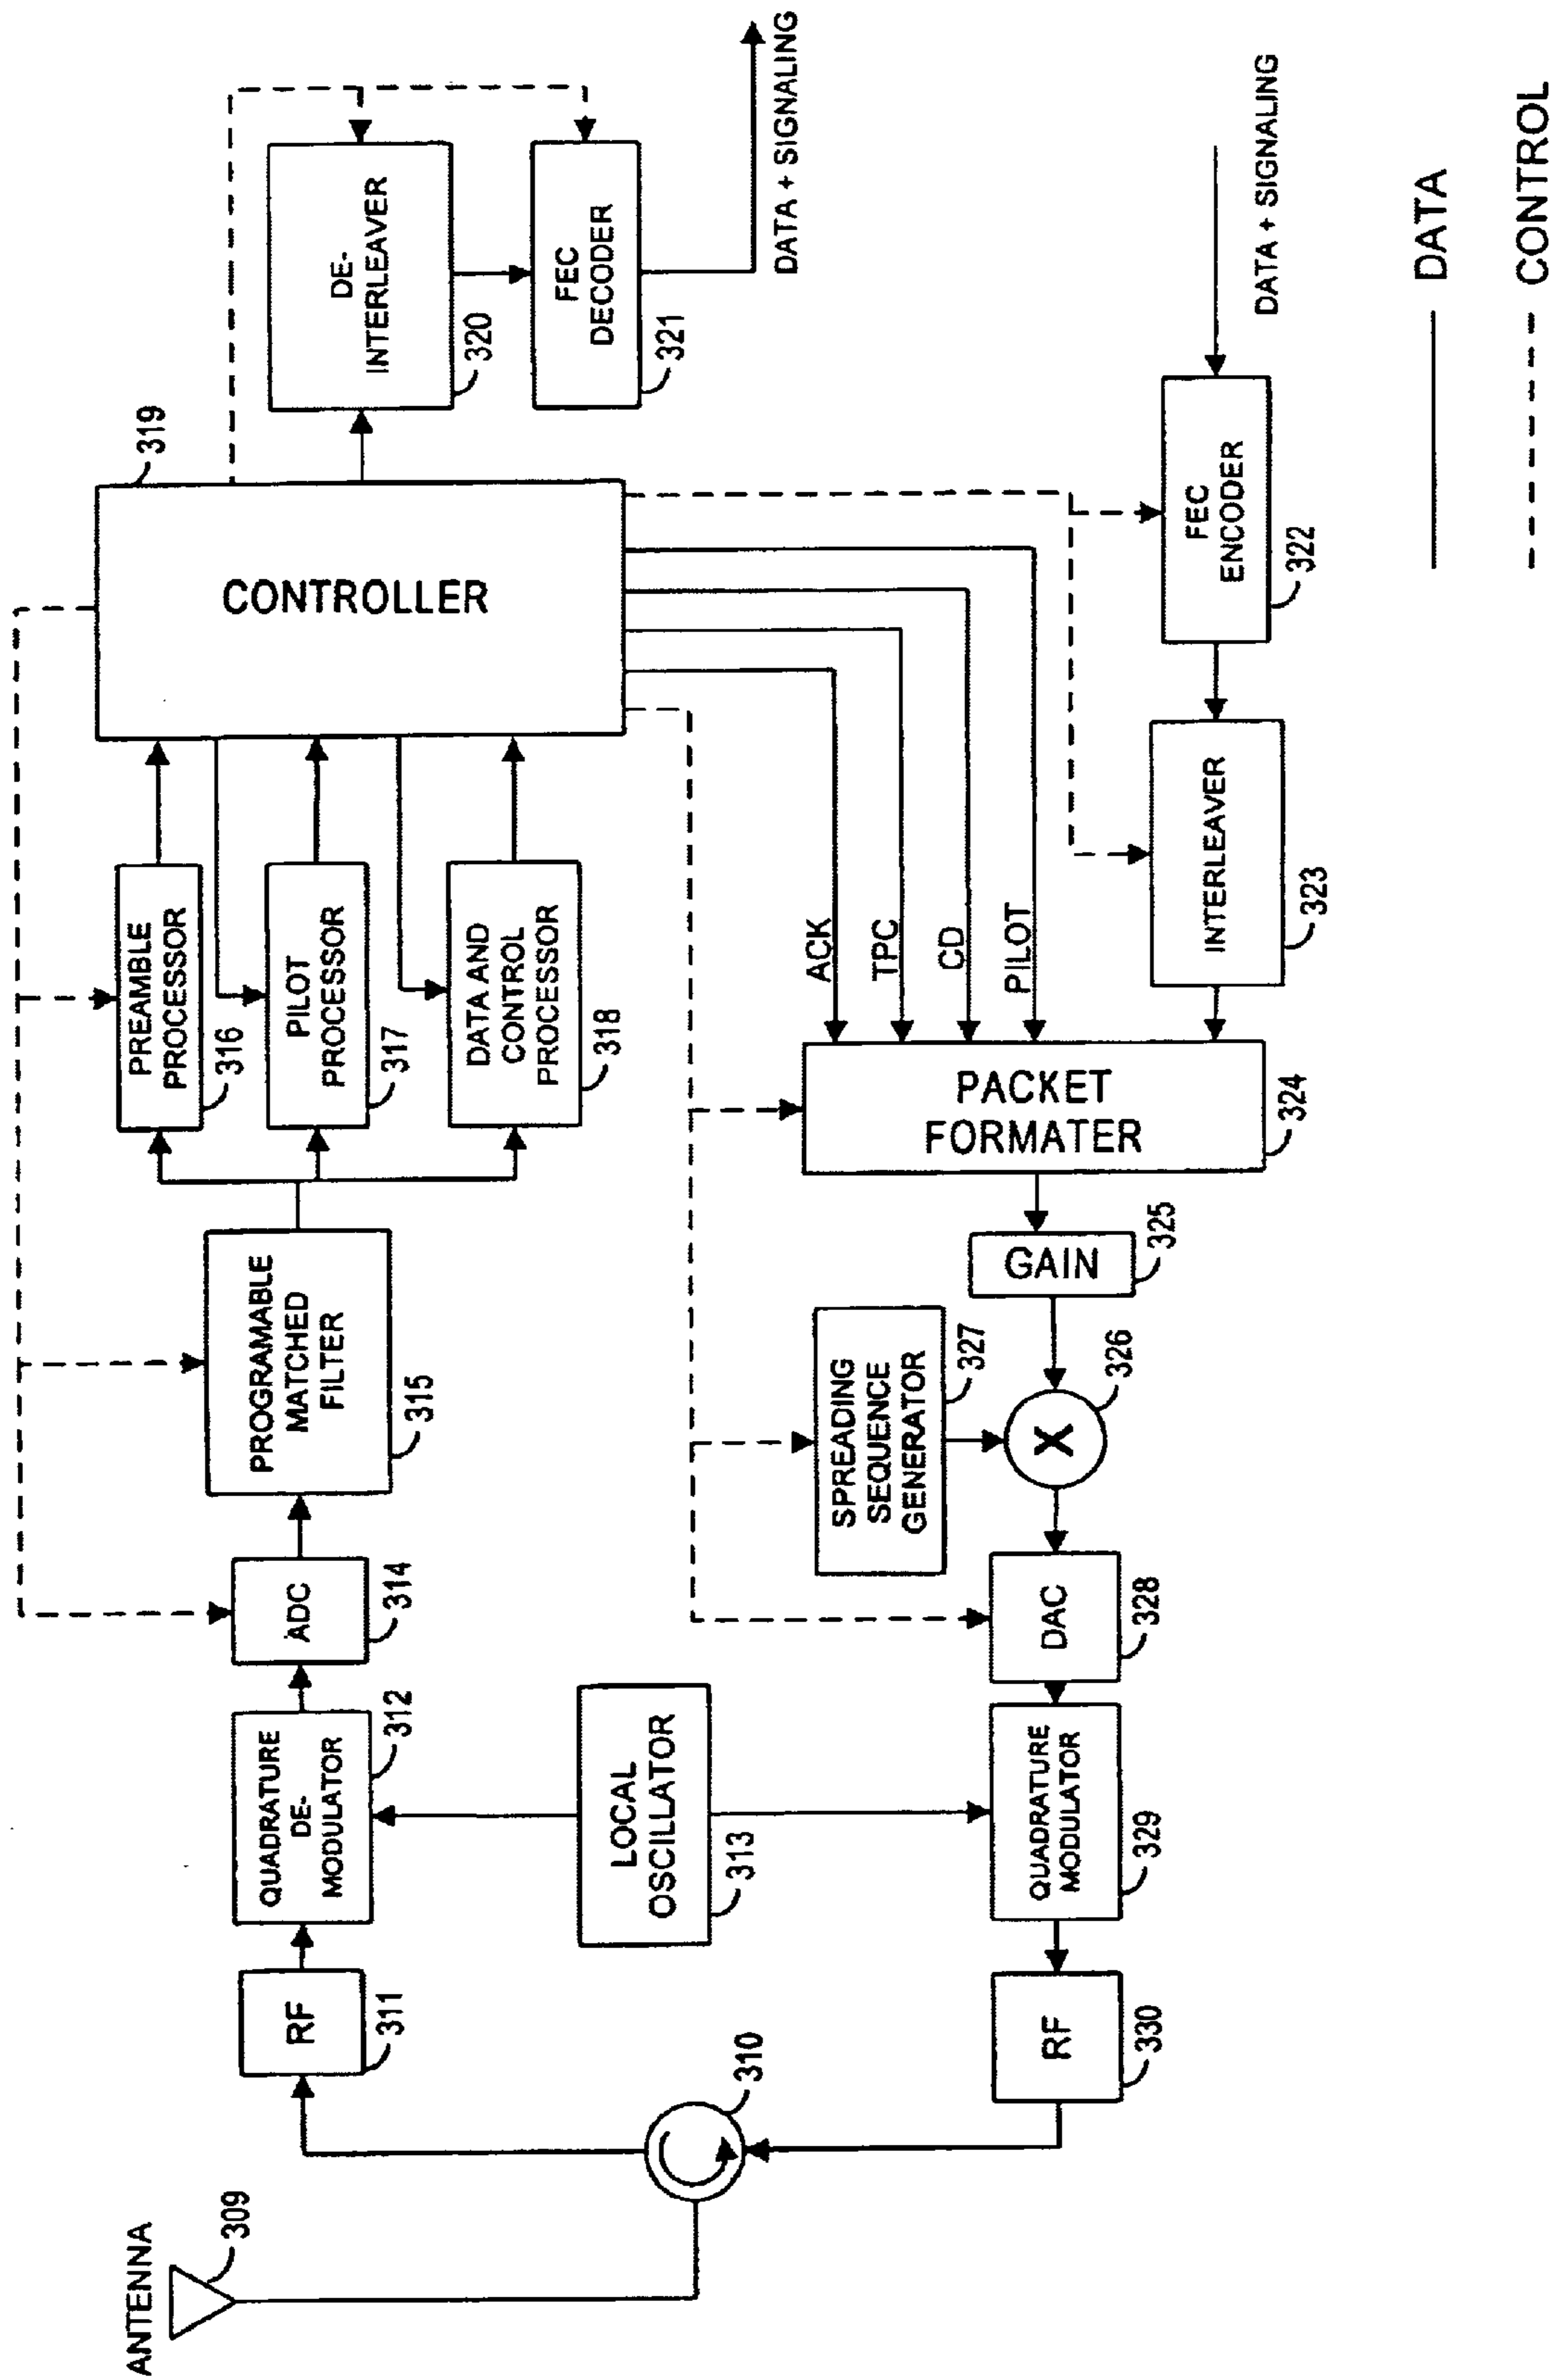 ANTENNA
309
310
RF
311
QUADRATURE
DE-
MODULATOR
312
LOCAL
OSCILLATOR
313
ADC
314
PROGRAMABLE
MATCHED
FILTER
315
PREAMBLE
PROCESSOR
316
PILOT
PROCESSOR
317
DATA AND
CONTROL
PROCESSOR
318
CONTROLLER
319
DE-
INTERLEAVER
320
FEC
DECODER
321
DATA + SIGNALING
DATA + SIGNALING
FEC
ENCODER
322
INTERLEAVER
323
ACK
TPC
CD
PILOT
PACKET
FORMATER
324
GAIN
325
X
326
SPREADING
SEQUENCE
GENERATOR
327
DAC
328
QUADRATURE
MODULATOR
329
RF
330
DATA
CONTROL